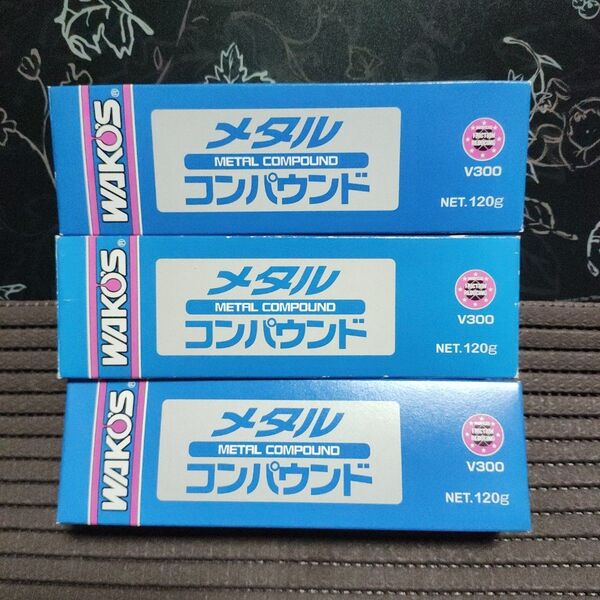 WAKO'S®
メタル
METAL COMPOUND
コンパウンド
V300
NET.120g
WAKO'S®
メタル
METAL COMPOUND
コンパウンド
V300
NET.120g
WAKO'S®
メタル
METAL COMPOUND
コンパウンド
V300
NET.120g